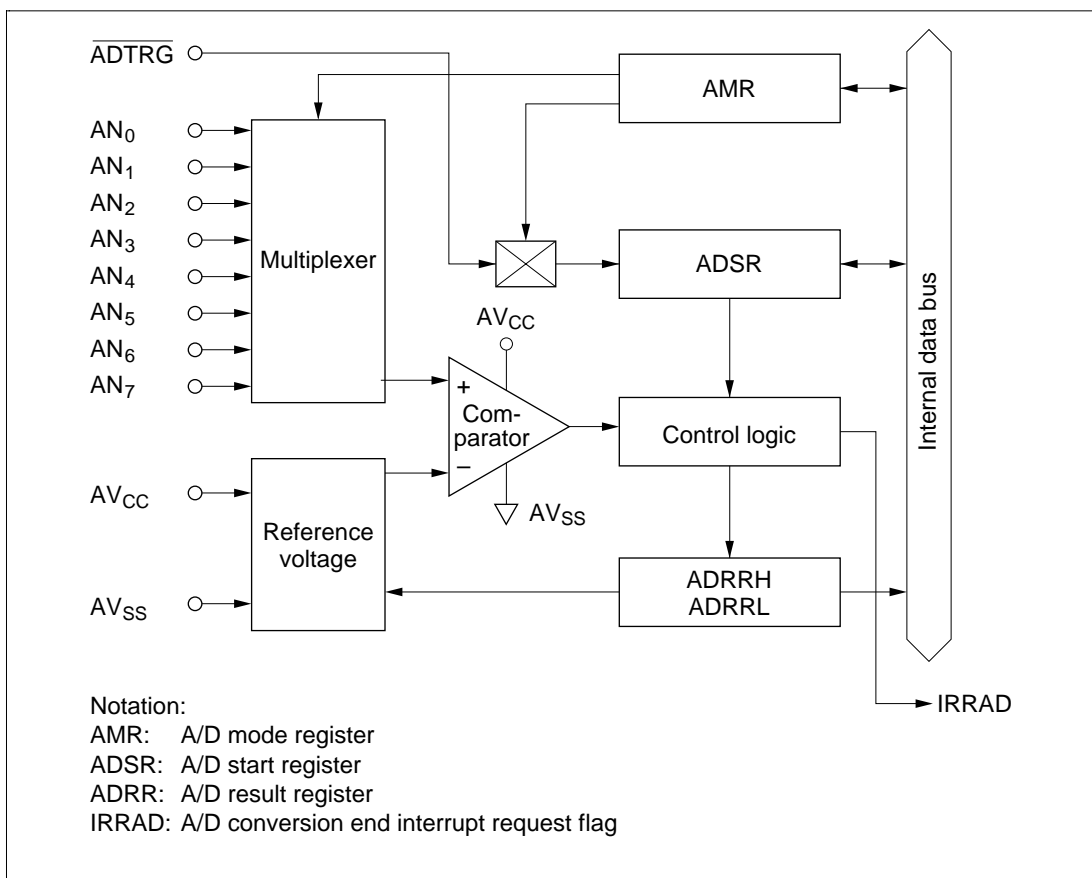 ADTRG
AMR
AN0
AN1
AN2
AN3
AN4
AN5
AN6
AN7
Multiplexer
ADSR
Internal data bus
AVCC
+
Com-
parator
−
Control logic
AVCC
AVSS
Reference
voltage
ADRRH
ADRRL
AVSS
IRRAD
Notation:
AMR: A/D mode register
ADSR: A/D start register
ADRR: A/D result register
IRRAD: A/D conversion end interrupt request flag